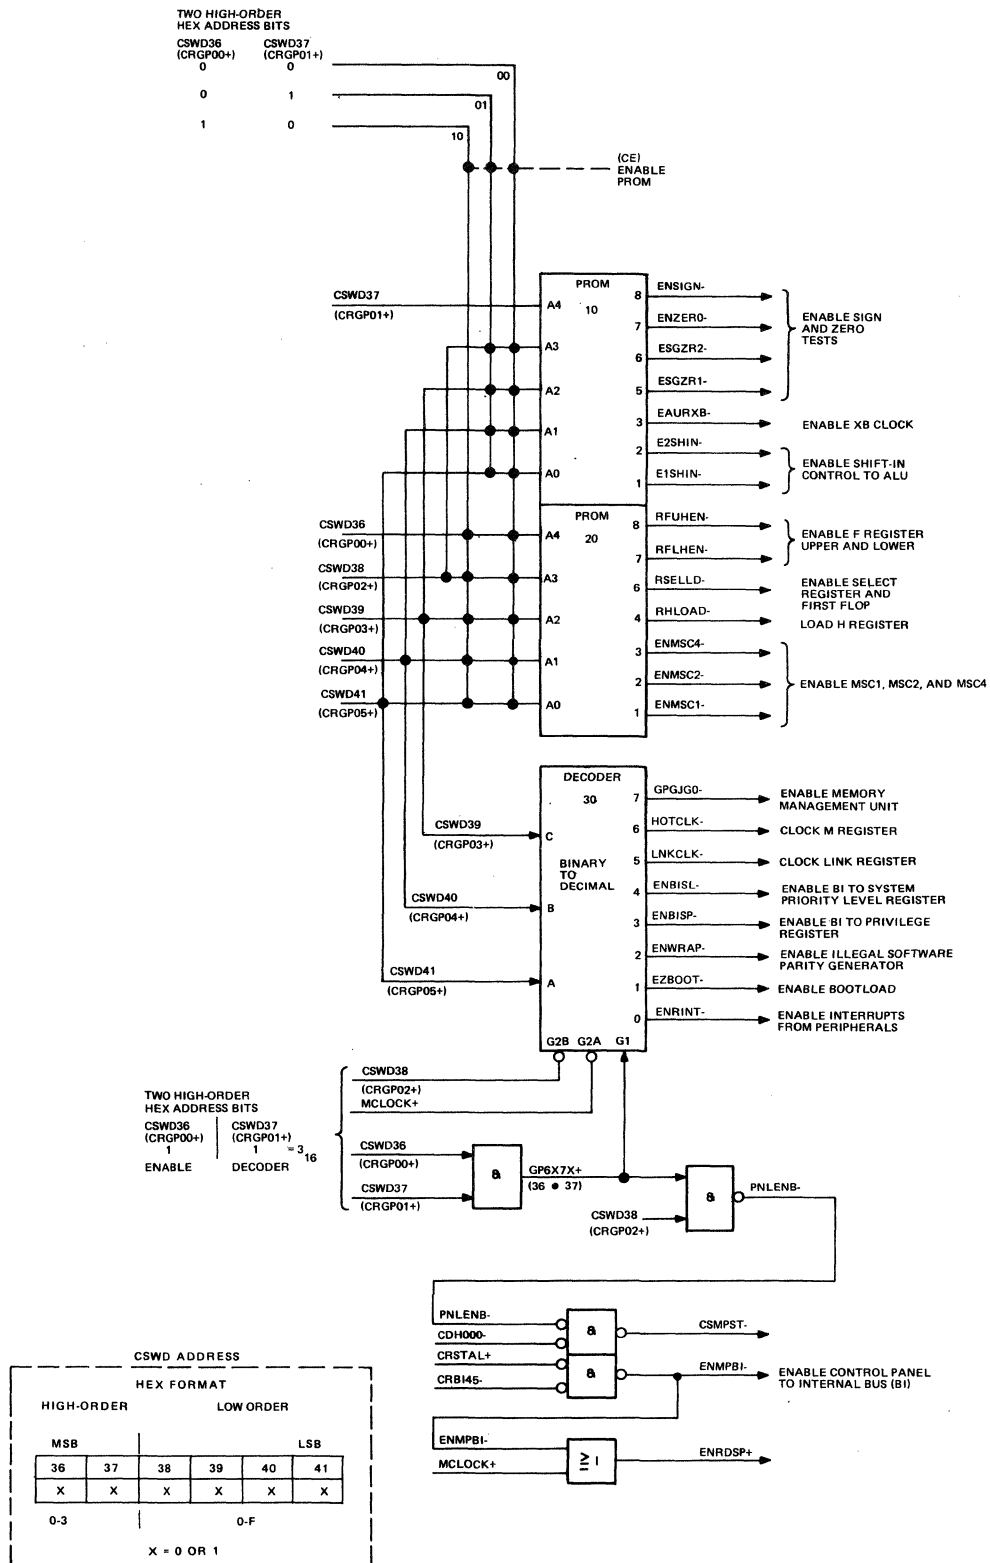 TWO HIGH-ORDER
HEX ADDRESS BITS
CSWD36 CSWD37
(CRGP00+) (CRGP01+)
0 0
00
0 1
01
1 0
10
(CE)
ENABLE
PROM
PROM
10
CSWD37
(CRGP01+)
A4
A3
A2
A1
A0
8 ENSIGN-
7 ENZER0-
6 ESGZR2-
5 ESGZR1-
ENABLE SIGN
AND ZERO
TESTS
3 EAURXB-
ENABLE XB CLOCK
2 E2SHIN-
1 E1SHIN-
ENABLE SHIFT-IN
CONTROL TO ALU
PROM
20
CSWD36
(CRGP00+)
A4
CSWD38
(CRGP02+)
A3
CSWD39
(CRGP03+)
A2
CSWD40
(CRGP04+)
A1
CSWD41
(CRGP05+)
A0
8 RFUHEN-
7 RFLHEN-
ENABLE F REGISTER
UPPER AND LOWER
6 RSELLD-
ENABLE SELECT
REGISTER AND
FIRST FLOP
4 RHLOAD-
LOAD H REGISTER
3 ENMSC4-
2 ENMSC2-
1 ENMSC1-
ENABLE MSC1, MSC2, AND MSC4
DECODER
30
BINARY
TO
DECIMAL
CSWD39
(CRGP03+)
C
CSWD40
(CRGP04+)
B
CSWD41
(CRGP05+)
A
7 GPGJG0-
ENABLE MEMORY
MANAGEMENT UNIT
6 HOTCLK-
CLOCK M REGISTER
5 LNKCLK-
CLOCK LINK REGISTER
4 ENBISL-
ENABLE BI TO SYSTEM
PRIORITY LEVEL REGISTER
3 ENBISP-
ENABLE BI TO PRIVILEGE
REGISTER
2 ENWRAP-
ENABLE ILLEGAL SOFTWARE
PARITY GENERATOR
1 EZBOOT-
ENABLE BOOTLOAD
0 ENRINT-
ENABLE INTERRUPTS
FROM PERIPHERALS
G2B G2A G1
CSWD38
(CRGP02+)
MCLOCK+
TWO HIGH-ORDER
HEX ADDRESS BITS
CSWD36 CSWD37
(CRGP00+) (CRGP01+)
1 1 = 3 16
ENABLE DECODER
CSWD36
(CRGP00+)
CSWD37
(CRGP01+)
&
GP6X7X+
(36 • 37)
CSWD38
(CRGP02+)
&
PNLENB-
PNLENB-
CDH000-
&
CSMPST-
CRSTAL+
CRBI45-
&
ENMPBI-
ENABLE CONTROL PANEL
TO INTERNAL BUS (BI)
ENMPBI-
MCLOCK+
≥ 1
ENRDSP+
CSWD ADDRESS
HEX FORMAT
HIGH-ORDER LOW ORDER
MSB LSB
36 37 38 39 40 41
X X X X X X
0-3 0-F
X = 0 OR 1